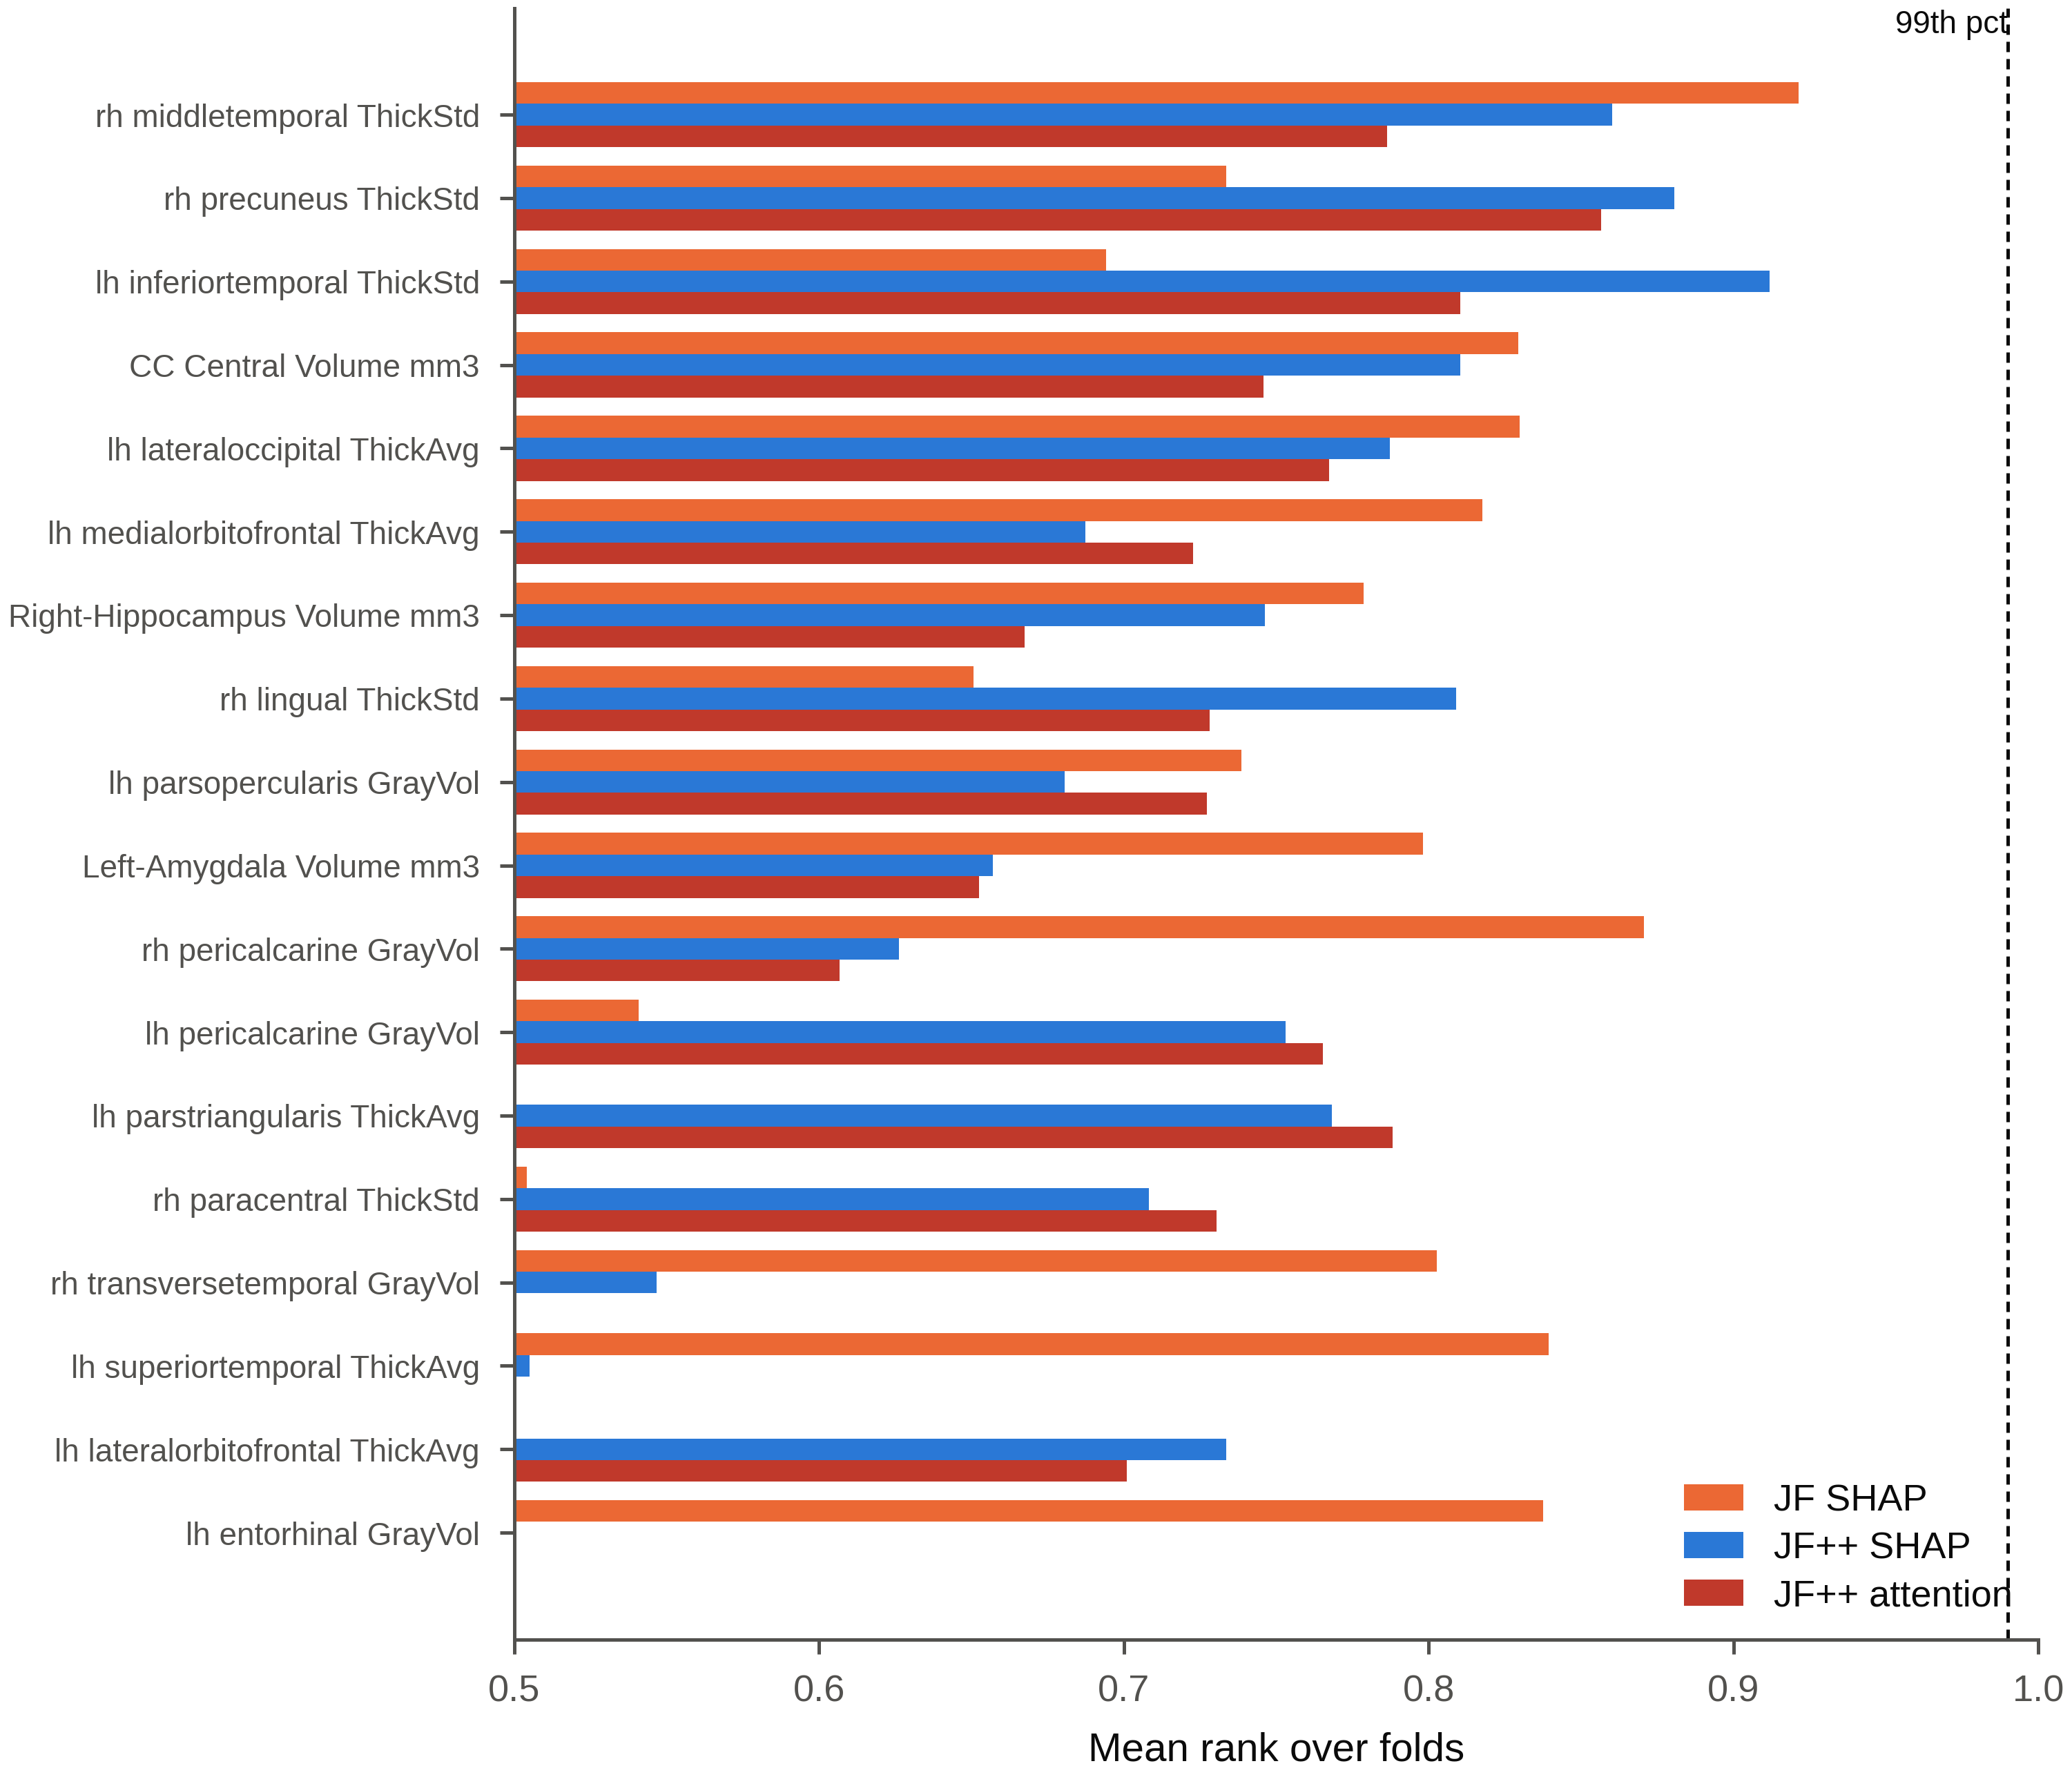 99th pct
rh middletemporal ThickStd
rh precuneus ThickStd
lh inferiortemporal ThickStd
CC Central Volume mm3
lh lateraloccipital ThickAvg
lh medialorbitofrontal ThickAvg
Right-Hippocampus Volume mm3
rh lingual ThickStd
lh parsopercularis GrayVol
Left-Amygdala Volume mm3
rh pericalcarine GrayVol
lh pericalcarine GrayVol
lh parstriangularis ThickAvg
rh paracentral ThickStd
rh transversetemporal GrayVol
lh superiortemporal ThickAvg
lh lateralorbitofrontal ThickAvg
lh entorhinal GrayVol
JF SHAP
JF++ SHAP
JF++ attention
0.5 0.6 0.7 0.8 0.9 1.0
Mean rank over folds